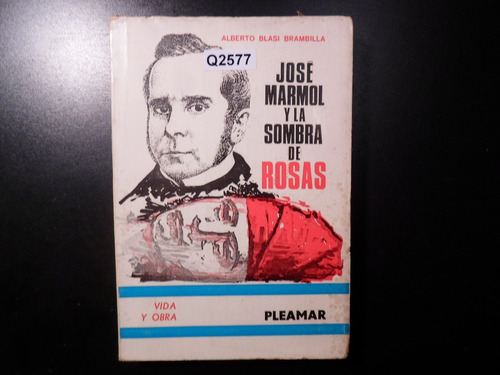 ALBERTO BLASI BRAMBILLA
Q2577
JOSE
MARMOL
Y LA
SOMBRA
DE
ROSAS
VIDA
Y OBRA
PLEAMAR